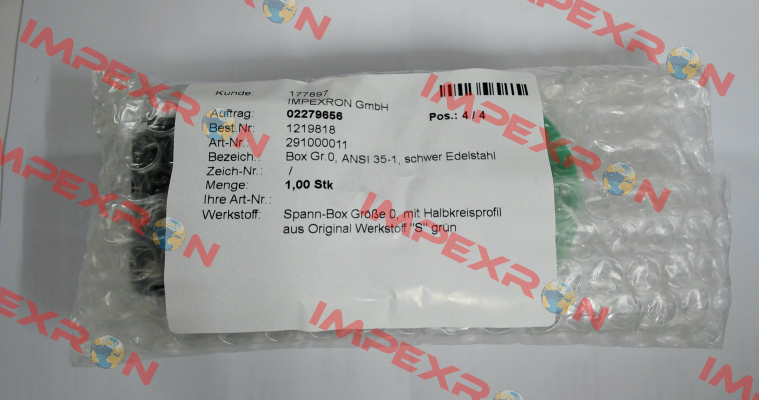 Kunde: 177897
IMPEXRON GmbH
Auftrag: 02279656 Pos.: 4 / 4
Best.Nr: 1219818
Art-Nr.: 291000011
Bezeich.: Box Gr.0, ANSI 35-1, schwer Edelstahl
Zeich-Nr.: /
Menge: 1,00 Stk
Ihre Art-Nr.:
Werkstoff: Spann-Box Größe 0, mit Halbkreisprofil
aus Original Werkstoff "S" grün
IMPEXRON
IMPEXRON
IMPEXRON
IMPEXRON
IMPEXRON
IMPEXRON